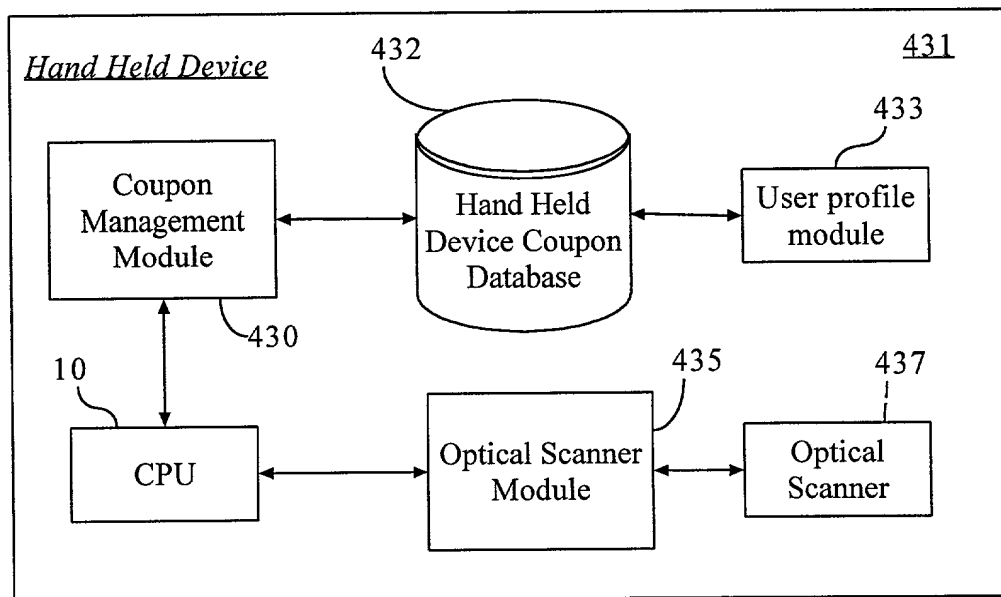 Hand Held Device
432
431
433
Coupon
Management
Module
Hand Held
Device Coupon
Database
User profile
module
430
10
435
437
CPU
Optical Scanner
Module
Optical
Scanner